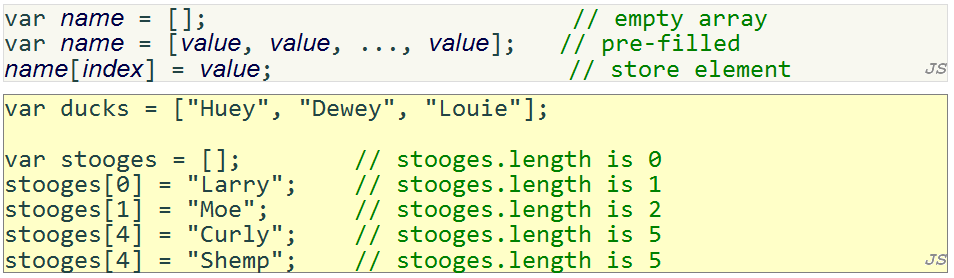 var name = []; // empty array
var name = [value, value, ..., value]; // pre-filled
name[index] = value; // store element
JS
var ducks = ["Huey", "Dewey", "Louie"];
var stooges = []; // stooges.length is 0
stooges[0] = "Larry"; // stooges.length is 1
stooges[1] = "Moe"; // stooges.length is 2
stooges[4] = "Curly"; // stooges.length is 5
stooges[4] = "Shemp"; // stooges.length is 5
JS